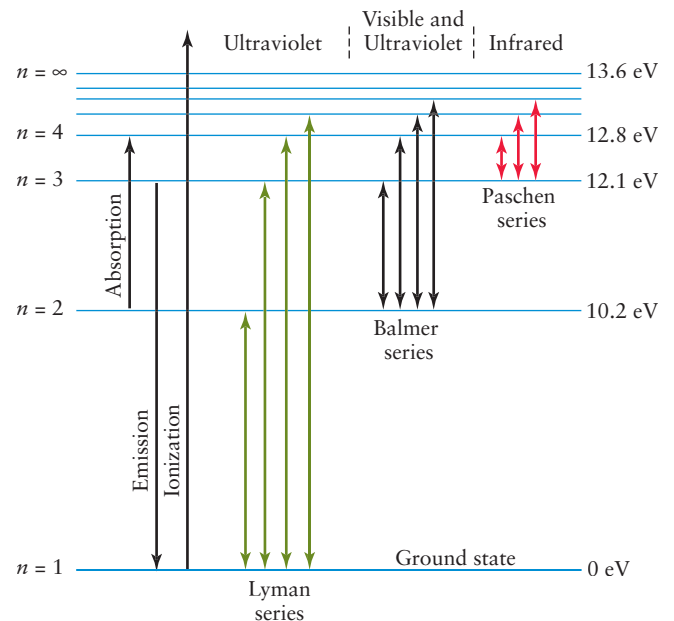 Visible and
Ultraviolet
Ultraviolet
Infrared
n = ∞
13.6 eV
n = 4
12.8 eV
n = 3
12.1 eV
Paschen
series
Absorption
n = 2
10.2 eV
Balmer
series
Emission
Ionization
Ground state
n = 1
0 eV
Lyman
series